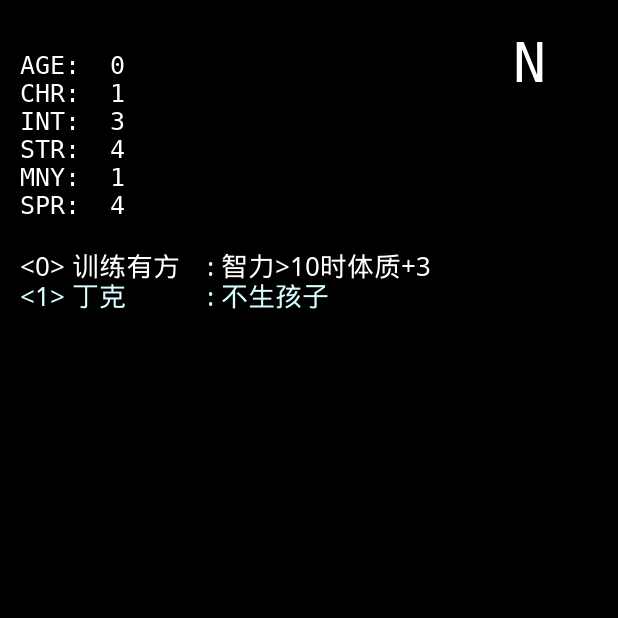 N
AGE: 0
CHR: 1
INT: 3
STR: 4
MNY: 1
SPR: 4
<0> 训练有方 : 智力>10时体质+3
<1> 丁克 : 不生孩子